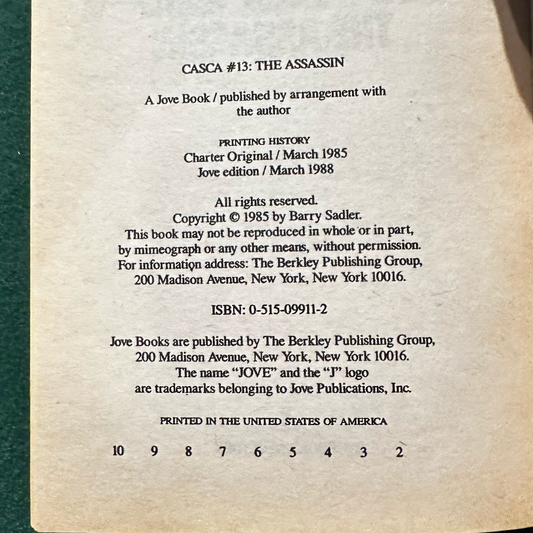 CASCA #13: THE ASSASSIN
A Jove Book / published by arrangement with
the author
PRINTING HISTORY
Charter Original / March 1985
Jove edition / March 1988
All rights reserved.
Copyright © 1985 by Barry Sadler.
This book may not be reproduced in whole or in part,
by mimeograph or any other means, without permission.
For information address: The Berkley Publishing Group,
200 Madison Avenue, New York, New York 10016.
ISBN: 0-515-09911-2
Jove Books are published by The Berkley Publishing Group,
200 Madison Avenue, New York, New York 10016.
The name “JOVE” and the “J” logo
are trademarks belonging to Jove Publications, Inc.
PRINTED IN THE UNITED STATES OF AMERICA
10 9 8 7 6 5 4 3 2